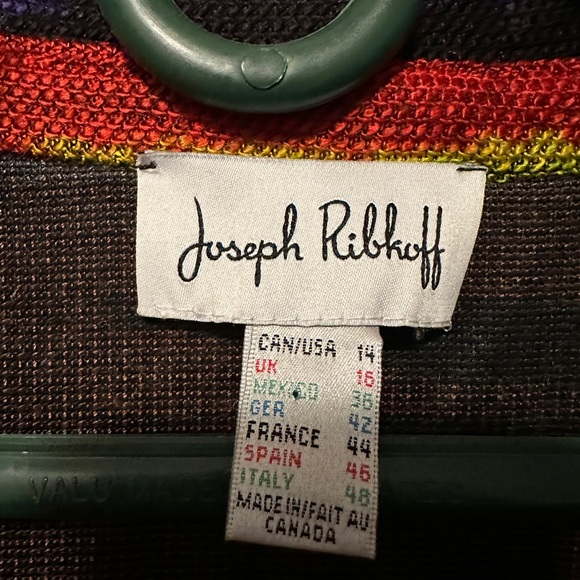 Joseph Ribkoff
CAN/USA 14
UK 16
MEXICO 36
GER 42
FRANCE 44
SPAIN 46
ITALY 48
MADE IN/FAIT AU
CANADA